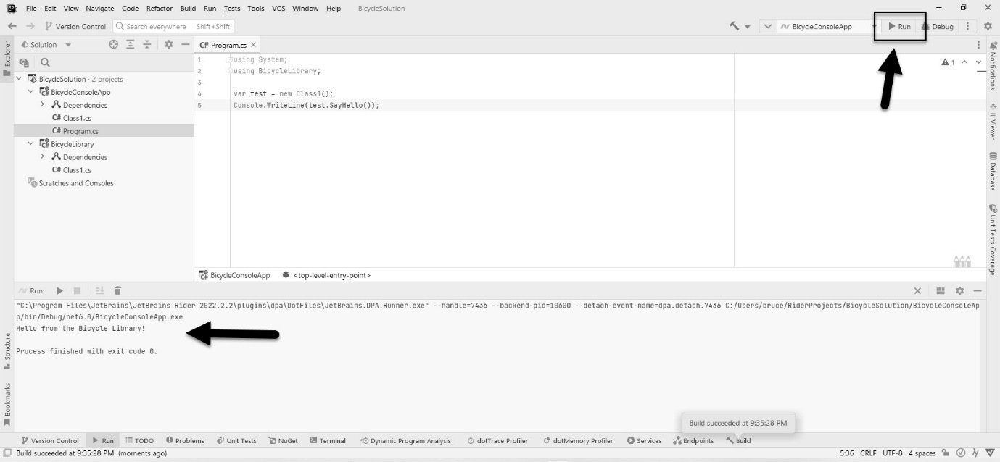 File Edit View Navigate Code Refactor Build Run Tests Tools VCS Window Help BicycleSolution
Version Control Search everywhere Shift+Shift BicycleConsoleApp Run Debug
Solution
C# Program.cs
1 using System;
2 using BicycleLibrary;
3
4 var test = new Class1();
5 Console.WriteLine(test.SayHello());
1
Explorer
BicycleSolution · 2 projects
BicycleConsoleApp
Dependencies
C# Class1.cs
C# Program.cs
BicycleLibrary
Dependencies
C# Class1.cs
Scratches and Consoles
Notifications
IL Viewer
Database
Unit Tests Coverage
BicycleConsoleApp <top-level-entry-point>
Run:
"C:\Program Files\JetBrains\JetBrains Rider 2022.2.2\plugins\dpa\DotFiles\JetBrains.DPA.Runner.exe" --handle=7436 --backend-pid=10600 --detach-event-name=dpa.detach.7436 C:/Users/bruce/RiderProjects/BicycleSolution/BicycleConsoleAp
p/bin/Debug/net6.0/BicycleConsoleApp.exe
Hello from the Bicycle Library!
Process finished with exit code 0.
Structure
Bookmarks
Build succeeded at 9:35:28 PM
Version Control Run TODO Problems Unit Tests NuGet Terminal Dynamic Program Analysis dotTrace Profiler dotMemory Profiler Services Endpoints Build
Build succeeded at 9:35:28 PM (moments ago) 5:36 CRLF UTF-8 4 spaces